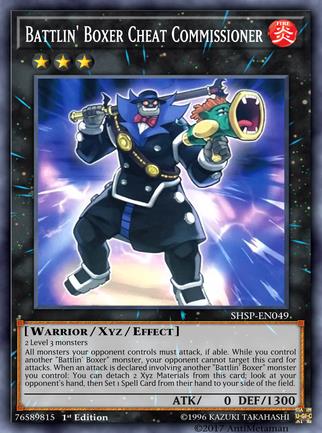 BATTLIN' BOXER CHEAT COMMISSIONER
FIRE
炎
SHSP-EN049
[WARRIOR / XYZ / EFFECT]
2 Level 3 monsters
All monsters your opponent controls must attack, if able. While you control
another "Battlin' Boxer" monster, your opponent cannot target this card for
attacks. When an attack is declared involving another "Battlin' Boxer" monster
you control: You can detach 2 Xyz Materials from this card; look at your
opponent's hand, then Set 1 Spell Card from their hand to your side of the field.
ATK/ 0 DEF/1300
76589815 1st Edition ©1996 KAZUKI TAKAHASHI
©2017 AntiMetaman